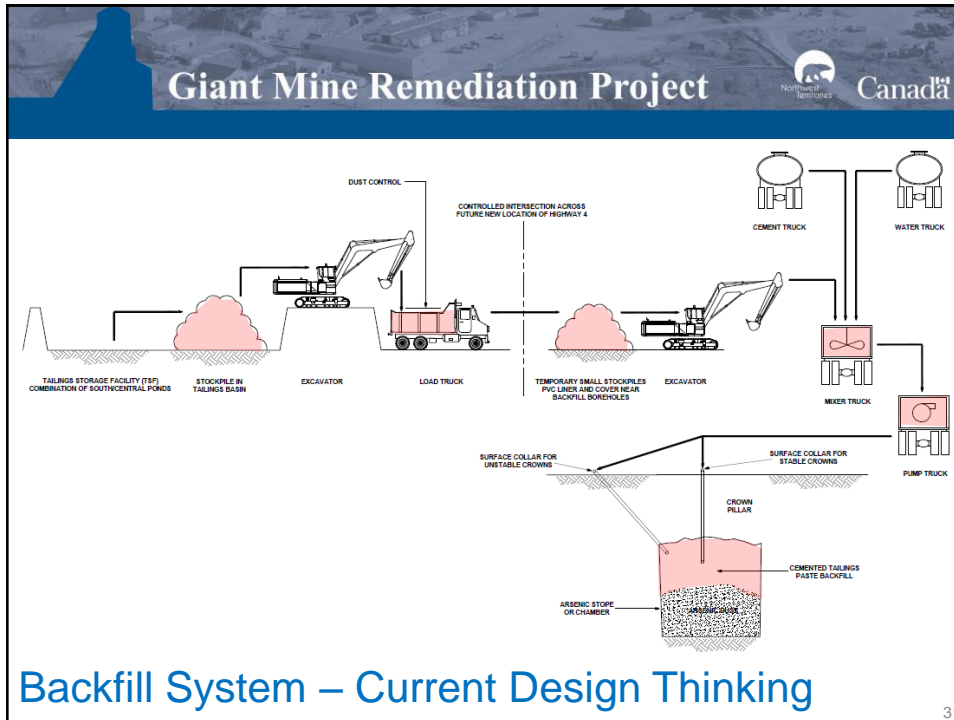 Giant Mine Remediation Project
Northwest
Territories
Canada
DUST CONTROL
CONTROLLED INTERSECTION ACROSS
FUTURE NEW LOCATION OF HIGHWAY 4
CEMENT TRUCK
WATER TRUCK
TAILINGS STORAGE FACILITY (TSF)
COMBINATION OF SOUTH/CENTRAL PONDS
STOCKPILE IN
TAILINGS BASIN
EXCAVATOR
LOAD TRUCK
TEMPORARY SMALL STOCKPILES
PVC LINER AND COVER NEAR
BACKFILL BOREHOLES
EXCAVATOR
MIXER TRUCK
PUMP TRUCK
SURFACE COLLAR FOR
UNSTABLE CROWNS
SURFACE COLLAR FOR
STABLE CROWNS
CROWN
PILLAR
CEMENTED TAILINGS
PASTE BACKFILL
ARSENIC STOPE
OR CHAMBER
ARSENIC DUST
Backfill System – Current Design Thinking